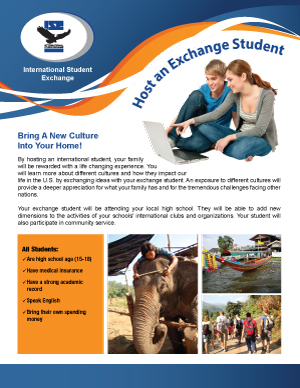 ISE
International Student
Exchange
Host an Exchange Student
Bring A New Culture
Into Your Home!
By hosting an international student, your family
will be rewarded with a life changing experience. You
will learn more about different cultures and how they impact our
life in the U.S. by exchanging ideas with your exchange student. An exposure to different cultures will
provide a deeper appreciation for what your family has and for the tremendous challenges facing other
nations.
Your exchange student will be attending your local high school. They will be able to add new
dimensions to the activities of your schools' international clubs and organizations. Your student will
also participate in community service.
All Students:
✓ Are high school age (15-18)
✓ Have medical insurance
✓ Have a strong academic
record
✓ Speak English
✓ Bring their own spending
money